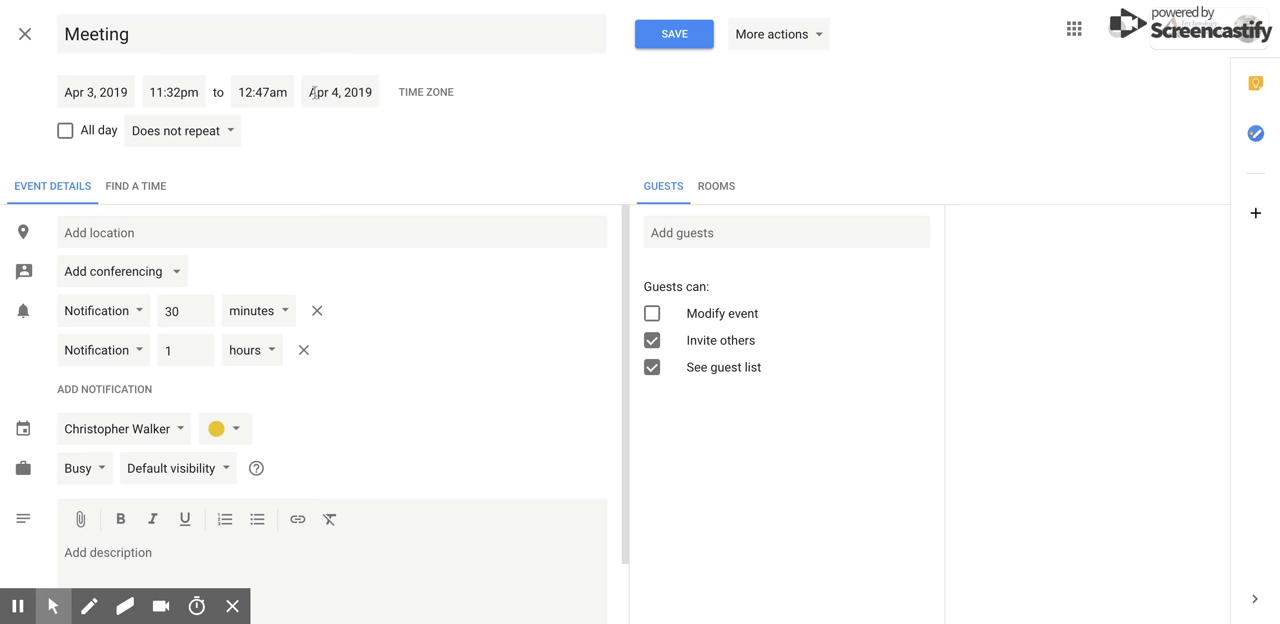 Meeting
SAVE
More actions
powered by
Screencastify
Technology
Apr 3, 2019
11:32pm
to
12:47am
Apr 4, 2019
TIME ZONE
All day
Does not repeat
EVENT DETAILS
FIND A TIME
GUESTS
ROOMS
Add location
Add guests
Add conferencing
Guests can:
Notification
30
minutes
Modify event
Invite others
Notification
1
hours
See guest list
ADD NOTIFICATION
Christopher Walker
Busy
Default visibility
?
B
I
U
Add description